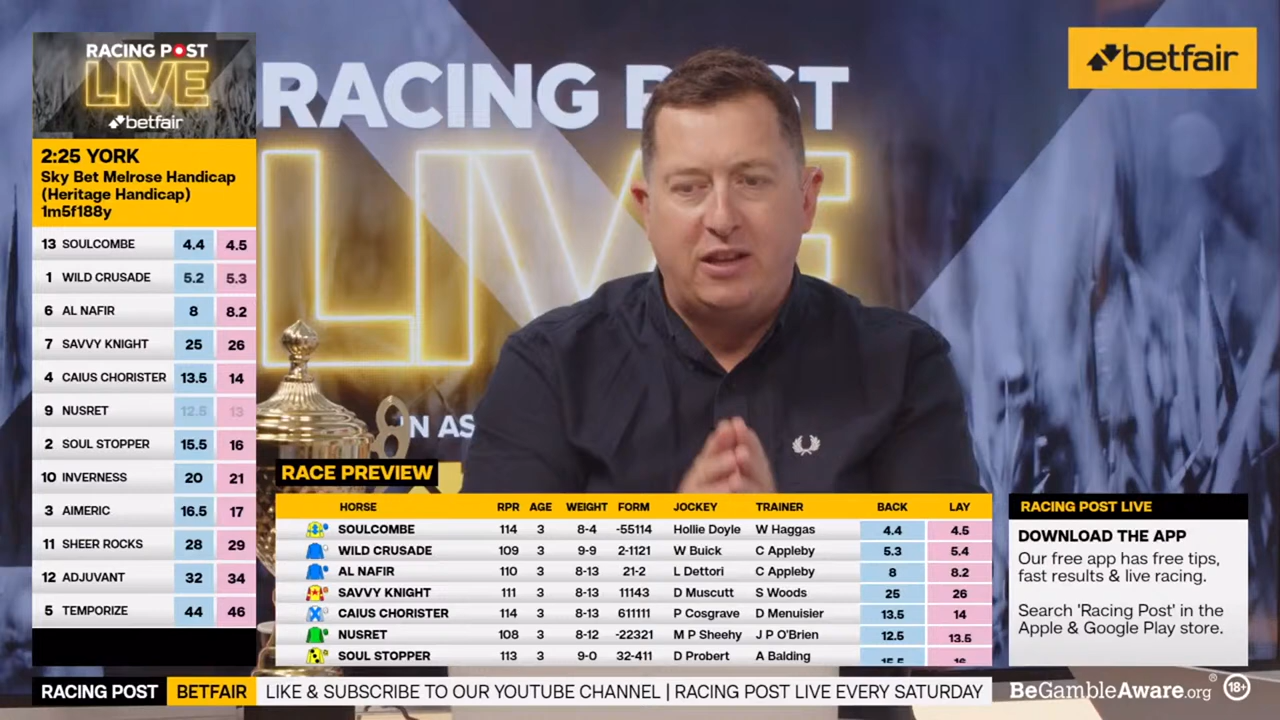 RACING POST
LIVE
betfair
2:25 YORK
Sky Bet Melrose Handicap
(Heritage Handicap)
1m5f188y
13 SOULCOMBE 4.4 4.5
1 WILD CRUSADE 5.2 5.3
6 AL NAFIR 8 8.2
7 SAVVY KNIGHT 25 26
4 CAIUS CHORISTER 13.5 14
9 NUSRET 12.5 13
2 SOUL STOPPER 15.5 16
10 INVERNESS 20 21
3 AIMERIC 16.5 17
11 SHEER ROCKS 28 29
12 ADJUVANT 32 34
5 TEMPORIZE 44 46
RACING P ST
LIV
N AS
betfair
RACE PREVIEW
HORSE RPR AGE WEIGHT FORM JOCKEY TRAINER BACK LAY
SOULCOMBE 114 3 8-4 -55114 Hollie Doyle W Haggas 4.4 4.5
WILD CRUSADE 109 3 9-9 2-1121 W Buick C Appleby 5.3 5.4
AL NAFIR 110 3 8-13 21-2 L Dettori C Appleby 8 8.2
SAVVY KNIGHT 111 3 8-13 11143 D Muscutt S Woods 25 26
CAIUS CHORISTER 114 3 8-13 611111 P Cosgrave D Menuisier 13.5 14
NUSRET 108 3 8-12 -22321 M P Sheehy J P O'Brien 12.5 13.5
SOUL STOPPER 113 3 9-0 32-411 D Probert A Balding 15.5 16
RACING POST LIVE
DOWNLOAD THE APP
Our free app has free tips,
fast results & live racing.
Search 'Racing Post' in the
Apple & Google Play store.
RACING POST BETFAIR LIKE & SUBSCRIBE TO OUR YOUTUBE CHANNEL | RACING POST LIVE EVERY SATURDAY
BeGambleAware.org® 18+